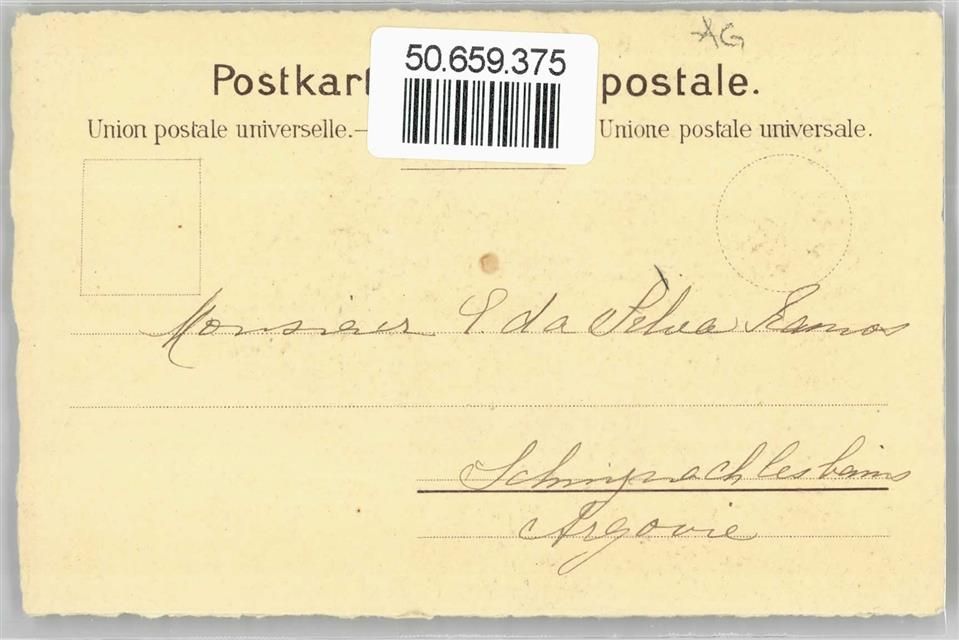 AG
50.659.375
Postkar postale.
Union postale universelle.— Unione postale universale.
Monsieur E. da Silva Ramos
Schinznach les bains
Argovie